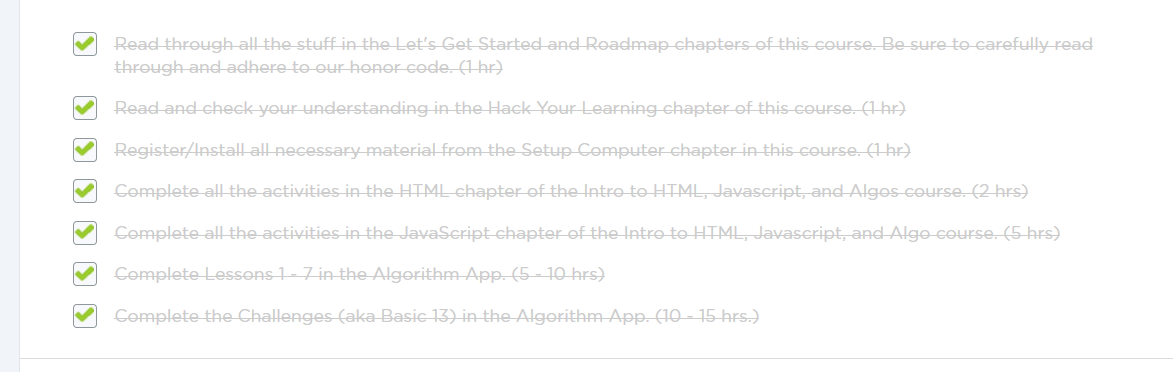 Read through all the stuff in the Let's Get Started and Roadmap chapters of this course. Be sure to carefully read
through and adhere to our honor code. (1 hr)
Read and check your understanding in the Hack Your Learning chapter of this course. (1 hr)
Register/Install all necessary material from the Setup Computer chapter in this course. (1 hr)
Complete all the activities in the HTML chapter of the Intro to HTML, Javascript, and Algos course. (2 hrs)
Complete all the activities in the JavaScript chapter of the Intro to HTML, Javascript, and Algo course. (5 hrs)
Complete Lessons 1 - 7 in the Algorithm App. (5 - 10 hrs)
Complete the Challenges (aka Basic 13) in the Algorithm App. (10 - 15 hrs.)